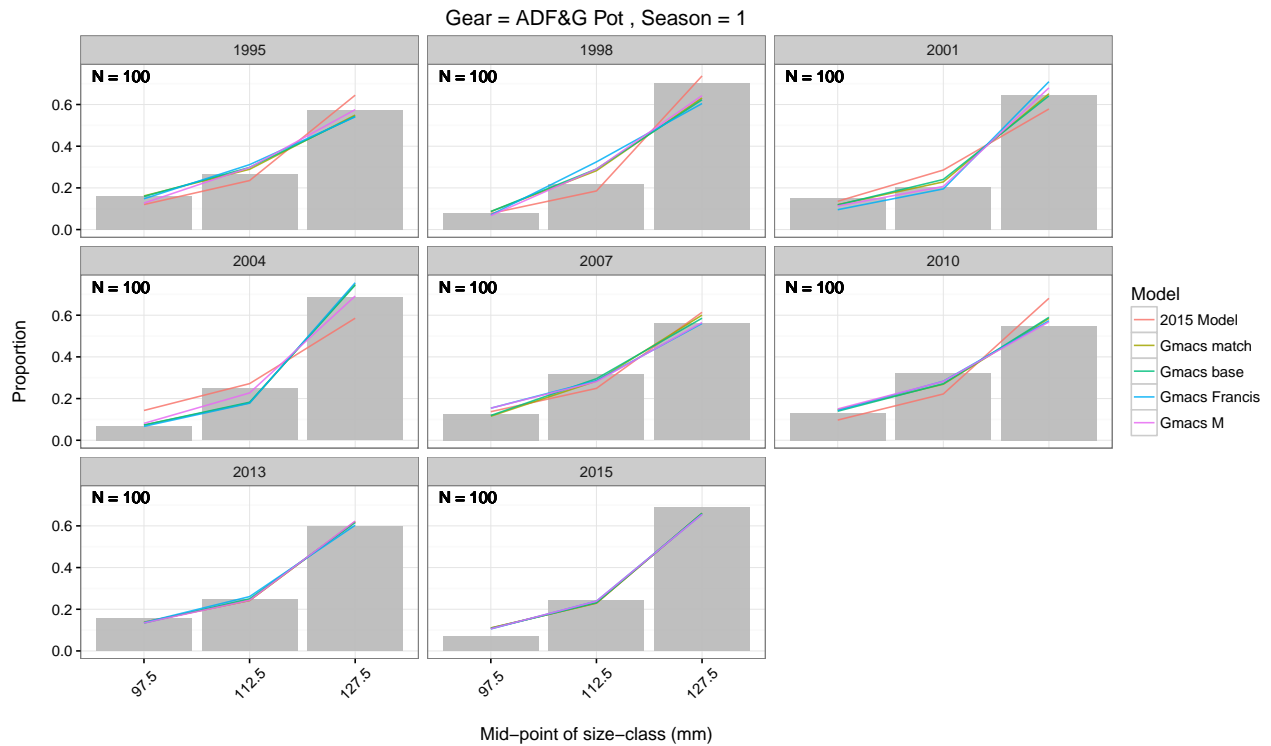 Gear = ADF&G Pot , Season = 1
1995
1998
2001
N = 100
N = 100
N = 100
0.6
0.4
0.2
0.0
2004
2007
2010
N = 100
N = 100
N = 100
0.6
0.4
0.2
0.0
2013
2015
N = 100
N = 100
0.6
0.4
0.2
0.0
97.5
112.5
127.5
97.5
112.5
127.5
Proportion
Mid−point of size−class (mm)
Model
2015 Model
Gmacs match
Gmacs base
Gmacs Francis
Gmacs M